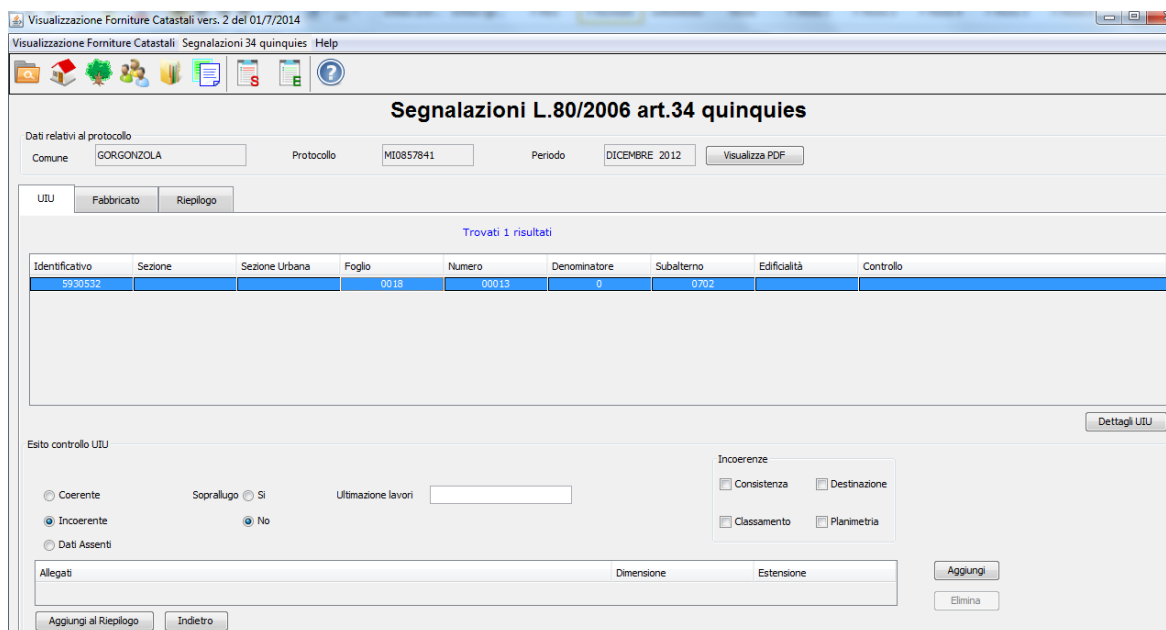 Visualizzazione Forniture Catastali vers. 2 del 01/7/2014
Visualizzazione Forniture Catastali Segnalazioni 34 quinquies Help
S E ?
Segnalazioni L.80/2006 art.34 quinquies
Dati relativi al protocollo
Comune GORGONZOLA Protocollo MI0857841 Periodo DICEMBRE 2012 Visualizza PDF
UIU Fabbricato Riepilogo
Trovati 1 risultati
Identificativo Sezione Sezione Urbana Foglio Numero Denominatore Subalterno Edificialità Controllo
5930532 0018 00013 0 0702
Dettagli UIU
Esito controllo UIU
Incoerenze
Consistenza Destinazione
Coerente Soprallugo Si Ultimazione lavori
Incoerente No Classamento Planimetria
Dati Assenti
Allegati Dimensione Estensione Aggiungi
Elimina
Aggiungi al Riepilogo Indietro